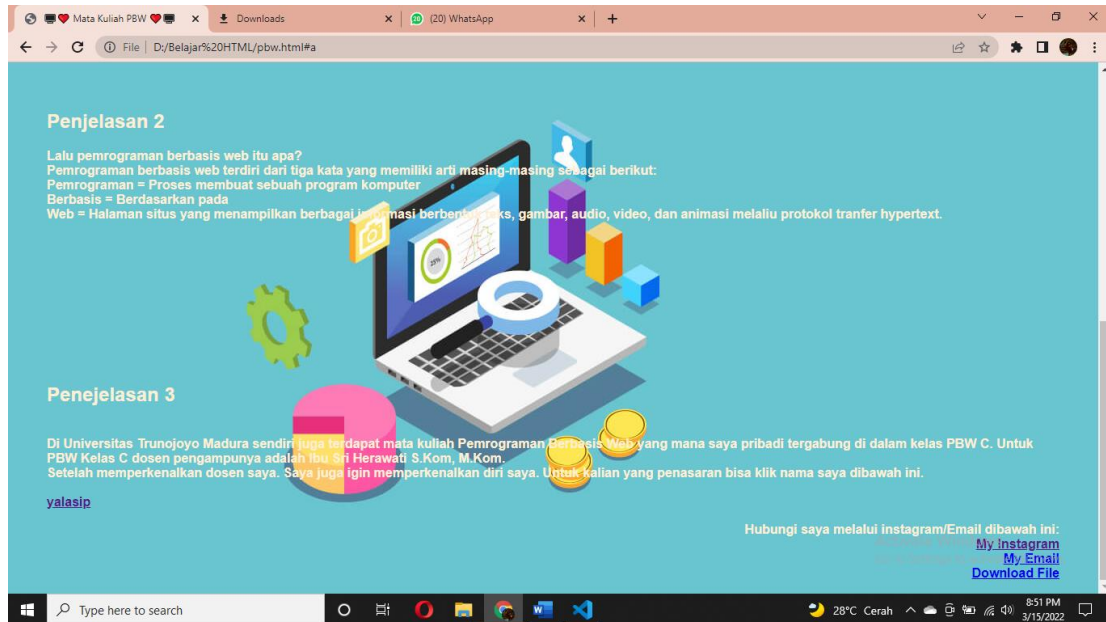 Mata Kuliah PBW
Downloads
(20) WhatsApp
File
D:/Belajar%20HTML/pbw.html#a
Penjelasan 2
Lalu pemrograman berbasis web itu apa?
Pemrograman berbasis web terdiri dari tiga kata yang memiliki arti masing-masing sebagai berikut:
Pemrograman = Proses membuat sebuah program komputer
Berbasis = Berdasarkan pada
Web = Halaman situs yang menampilkan berbagai informasi berbentuk teks, gambar, audio, video, dan animasi melaliu protokol tranfer hypertext.
25%
Penejelasan 3
Di Universitas Trunojoyo Madura sendiri juga terdapat mata kuliah Pemrograman Berbasis Web yang mana saya pribadi tergabung di dalam kelas PBW C. Untuk
PBW Kelas C dosen pengampunya adalah Ibu Sri Herawati S.Kom, M.Kom.
Setelah memperkenalkan dosen saya. Saya juga igin memperkenalkan diri saya. Untuk kalian yang penasaran bisa klik nama saya dibawah ini.
yalasip
Hubungi saya melalui instagram/Email dibawah ini:
My Instagram
My Email
Download File
Type here to search
28°C Cerah
8:51 PM
3/15/2022